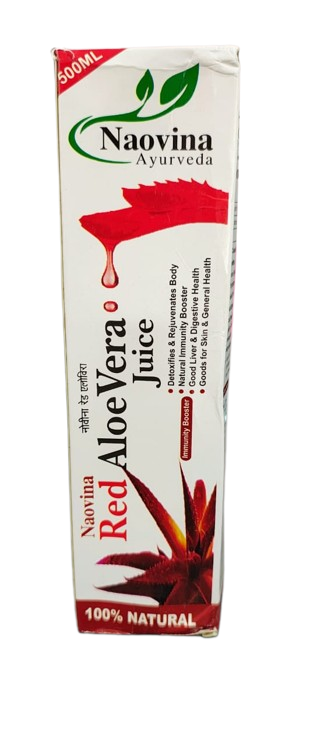 500ML
Naovina
Ayurveda
नोवीना रेड एलोविरा
Naovina
Red Aloe Vera
Juice
Immunity Booster
• Detoxifies & Rejuvenates Body
• Natural Immunity Booster
• Good Liver & Digestive Health
• Goods for Skin & General Health
100% NATURAL